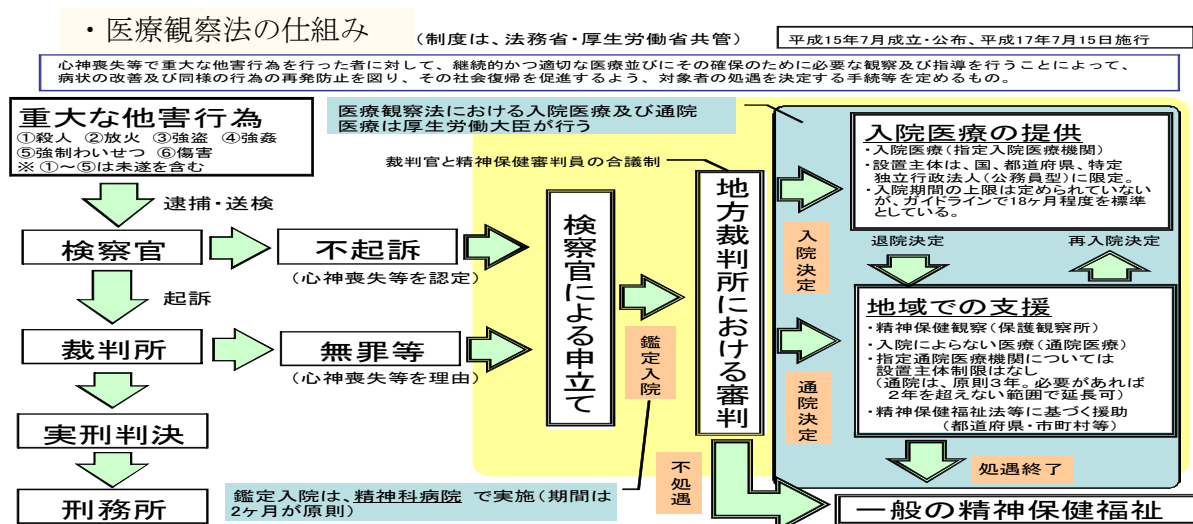 ・医療観察法の仕組み
(制度は、法務省・厚生労働省共管)
平成15年7月成立・公布、平成17年7月15日施行
心神喪失等で重大な他害行為を行った者に対して、継続的かつ適切な医療並びにその確保のために必要な観察及び指導を行うことによって、
病状の改善及び同様の行為の再発防止を図り、その社会復帰を促進するよう、対象者の処遇を決定する手続等を定めるもの。
重大な他害行為
①殺人 ②放火 ③強盗 ④強姦
⑤強制わいせつ ⑥傷害
※ ①～⑤は未遂を含む
医療観察法における入院医療及び通院
医療は厚生労働大臣が行う
裁判官と精神保健審判員の合議制
逮捕・送検
検察官
不起訴
(心神喪失等を認定)
起訴
裁判所
無罪等
(心神喪失等を理由)
実刑判決
刑務所
検察官による申立て
鑑定入院
鑑定入院は、精神科病院 で実施(期間は
2ヶ月が原則)
地方裁判所における審判
入院決定
通院決定
不処遇
入院医療の提供
・入院医療(指定入院医療機関)
・設置主体は、国、都道府県、特定
独立行政法人(公務員型)に限定。
・入院期間の上限は定められていない
が、ガイドラインで18ヶ月程度を標準
としている。
退院決定
再入院決定
地域での支援
・精神保健観察(保護観察所)
・入院によらない医療(通院医療)
・指定通院医療機関については
設置主体制限はなし
(通院は、原則3年。必要があれば
2年を超えない範囲で延長可)
・精神保健福祉法等に基づく援助
(都道府県・市町村等)
処遇終了
一般の精神保健福祉